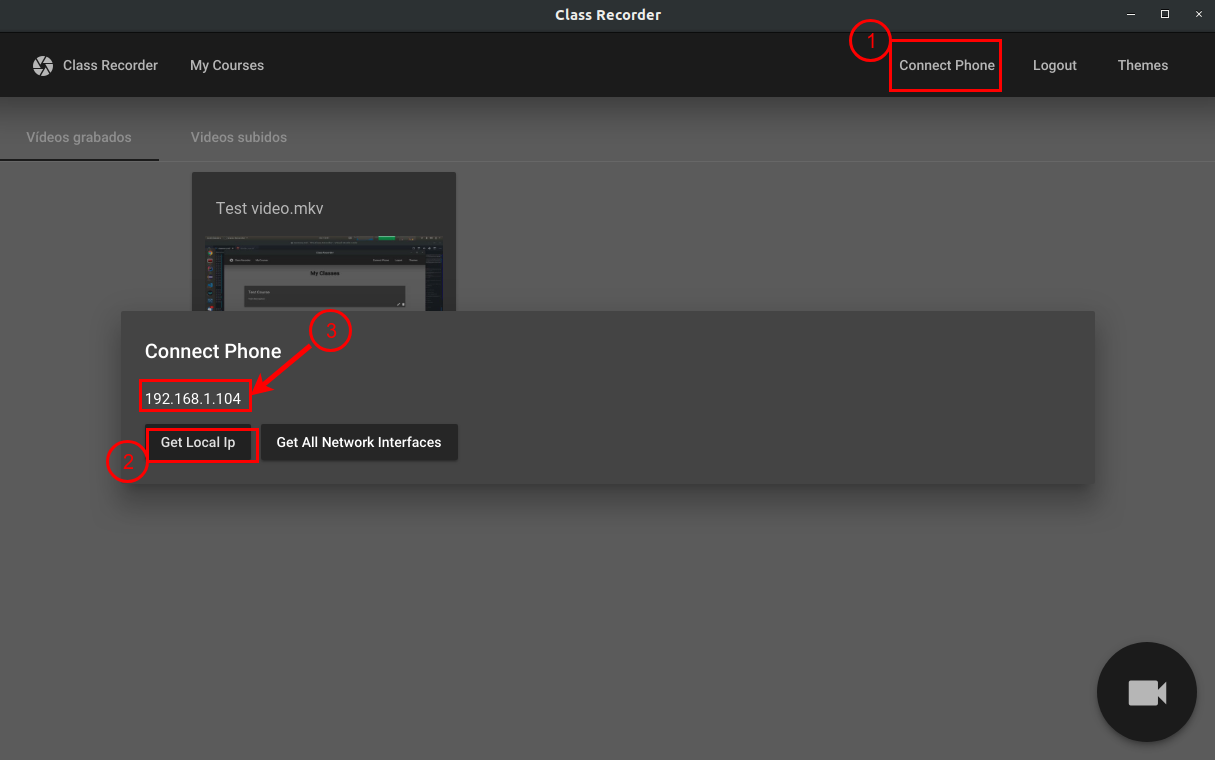 Class Recorder
1
Class Recorder My Courses Connect Phone Logout Themes
Vídeos grabados Videos subidos
Test video.mkv
My Classes
Test Course
3
Connect Phone
192.168.1.104
Get Local Ip Get All Network Interfaces
2